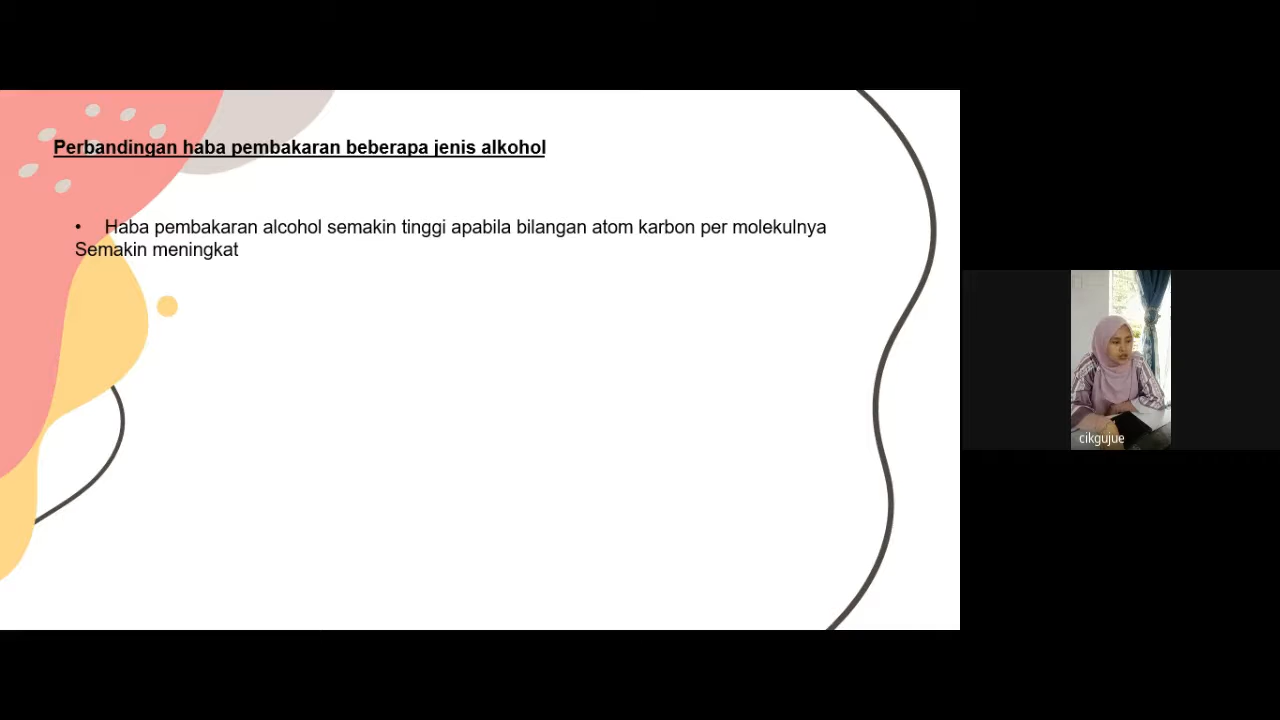 Perbandingan haba pembakaran beberapa jenis alkohol
• Haba pembakaran alcohol semakin tinggi apabila bilangan atom karbon per molekulnya
Semakin meningkat
cikgujue